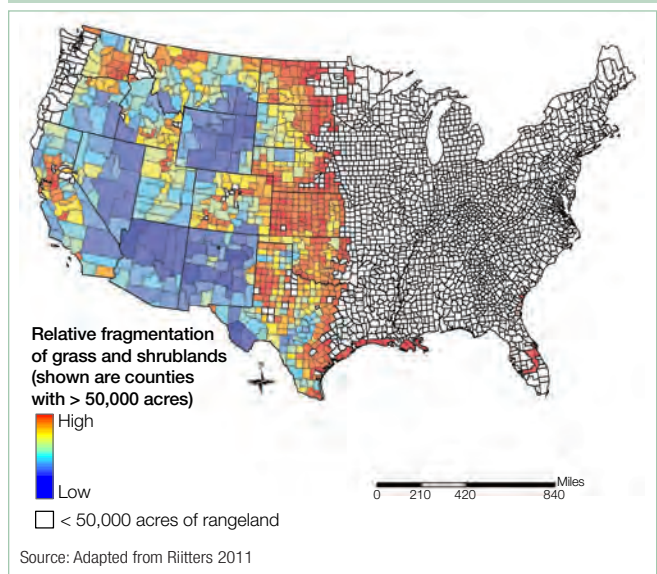 Relative fragmentation
of grass and shrublands
(shown are counties
with > 50,000 acres)
High
Low
< 50,000 acres of rangeland
Miles
0 210 420 840
Source: Adapted from Riitters 2011